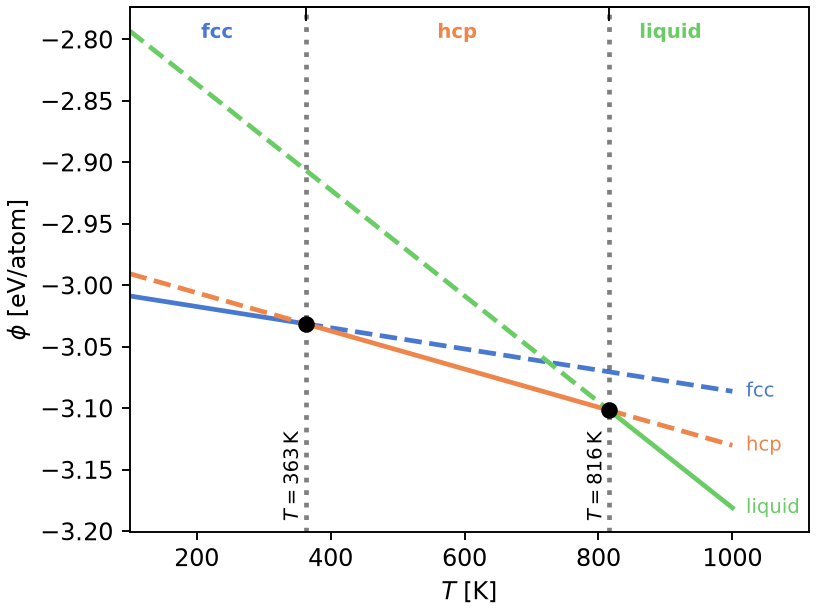 fcc hcp liquid
−2.80
−2.85
−2.90
−2.95
−3.00
−3.05
−3.10
−3.15
−3.20
ϕ [eV/atom]
T = 363 K
T = 816 K
fcc
hcp
liquid
200 400 600 800 1000
T [K]